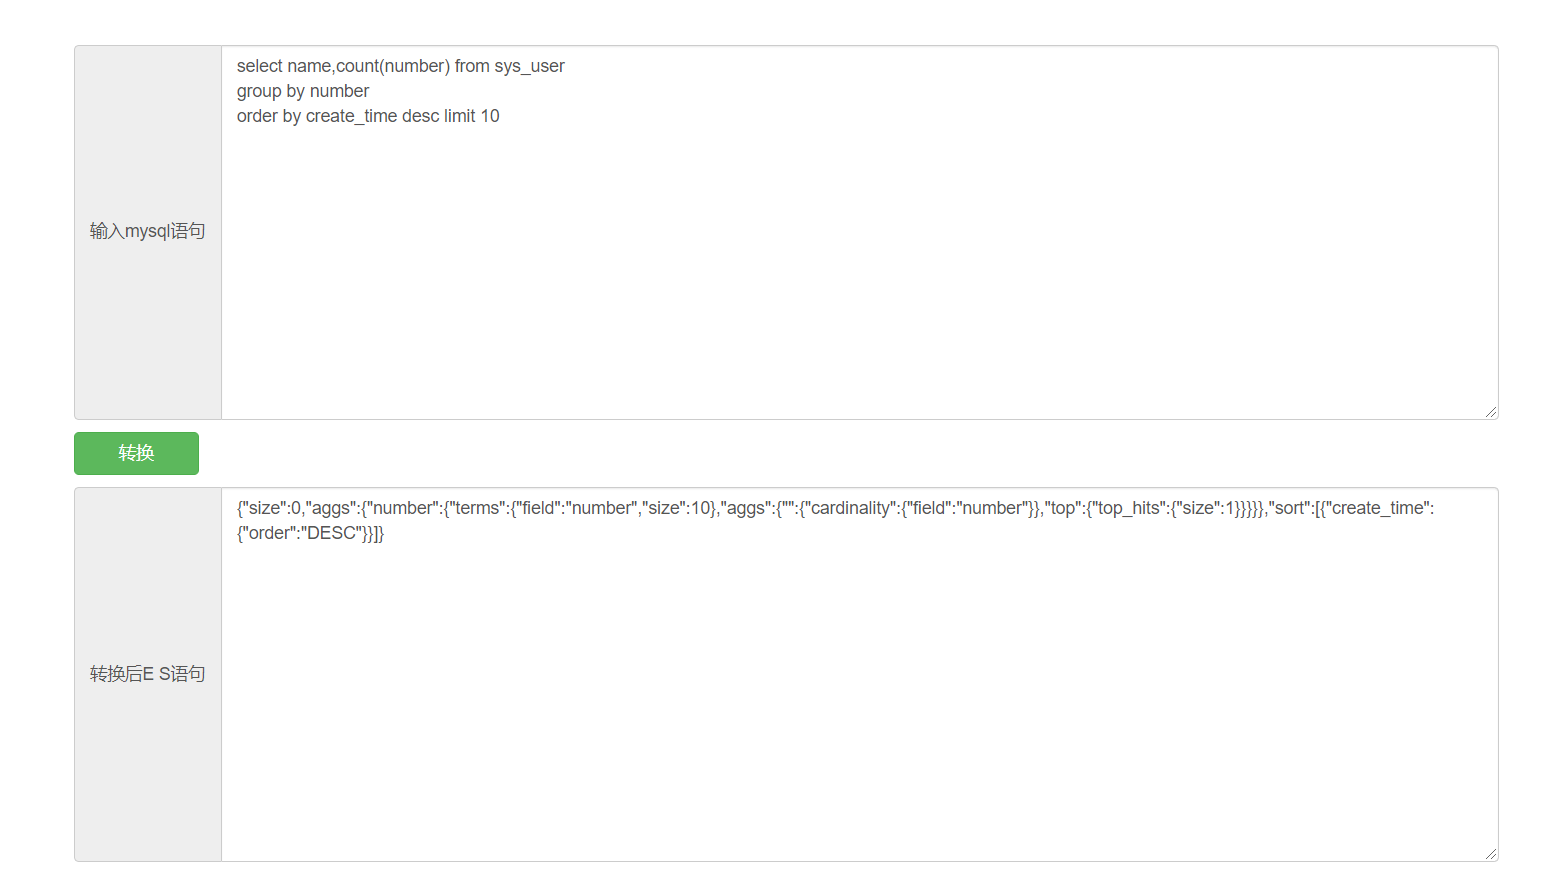 输入mysql语句
select name,count(number) from sys_user
group by number
order by create_time desc limit 10
转换
转换后E S语句
{"size":0,"aggs":{"number":{"terms":{"field":"number","size":10},"aggs":{"":{"cardinality":{"field":"number"}},"top":{"top_hits":{"size":1}}}}},"sort":[{"create_time":
{"order":"DESC"}}]}